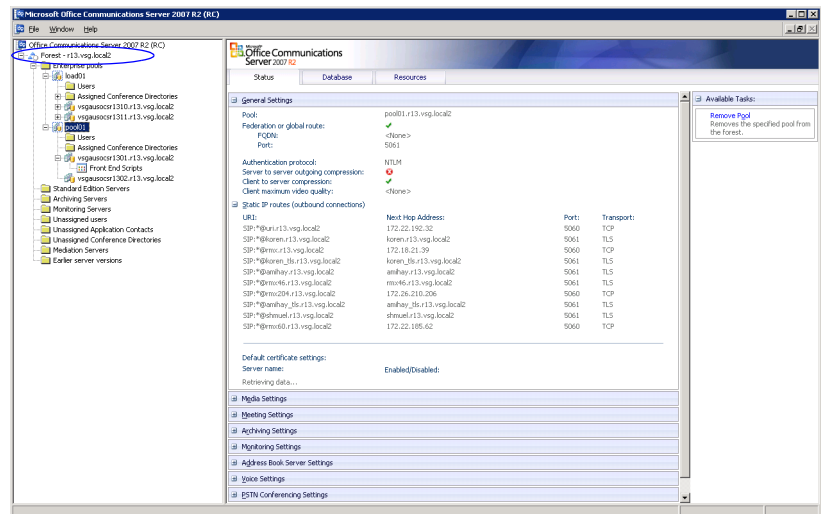 Microsoft Office Communications Server 2007 R2 (RC)
File Window Help
Office Communications Server 2007 R2 (RC)
Forest - r13.vsg.local2
Enterprise pools
load01
Users
Assigned Conference Directories
vsgausocsr1310.r13.vsg.local2
vsgausocsr1311.r13.vsg.local2
pool01
Users
Assigned Conference Directories
vsgausocsr1301.r13.vsg.local2
Front End Scripts
vsgausocsr1302.r13.vsg.local2
Standard Edition Servers
Archiving Servers
Monitoring Servers
Unassigned users
Unassigned Application Contacts
Unassigned Conference Directories
Mediation Servers
Earlier server versions
Microsoft
Office Communications
Server 2007 R2
Status Database Resources
General Settings
Pool: pool01.r13.vsg.local2
Federation or global route:
FQDN: <None>
Port: 5061
Authentication protocol: NTLM
Server to server outgoing compression:
Client to server compression:
Client maximum video quality: <None>
Static IP routes (outbound connections)
URI: Next Hop Address: Port: Transport:
SIP:*@uri.r13.vsg.local2 172.22.192.32 5060 TCP
SIP:*@koren.r13.vsg.local2 koren.r13.vsg.local2 5061 TLS
SIP:*@rmx.r13.vsg.local2 172.18.21.39 5060 TCP
SIP:*@koren_tls.r13.vsg.local2 koren_tls.r13.vsg.local2 5061 TLS
SIP:*@amihay.r13.vsg.local2 amihay.r13.vsg.local2 5061 TLS
SIP:*@rmx46.r13.vsg.local2 rmx46.r13.vsg.local2 5061 TLS
SIP:*@rmx204.r13.vsg.local2 172.26.210.206 5060 TCP
SIP:*@amihay_tls.r13.vsg.local2 amihay_tls.r13.vsg.local2 5061 TLS
SIP:*@shmuel.r13.vsg.local2 shmuel.r13.vsg.local2 5061 TLS
SIP:*@rmx60.r13.vsg.local2 172.22.185.62 5060 TCP
Default certificate settings:
Server name: Enabled/Disabled:
Retrieving data...
Media Settings
Meeting Settings
Archiving Settings
Monitoring Settings
Address Book Server Settings
Voice Settings
PSTN Conferencing Settings
Available Tasks:
Remove Pool
Removes the specified pool from
the forest.